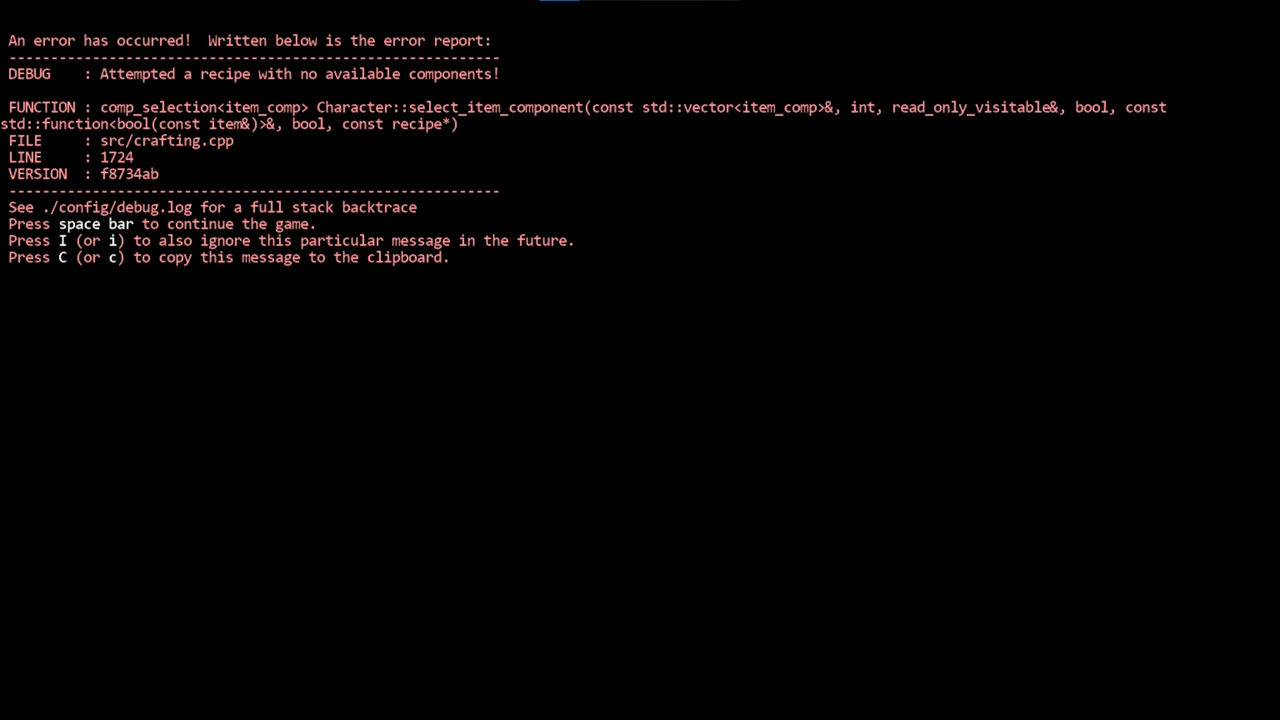 An error has occurred!  Written below is the error report:
-----------------------------------------------------------
DEBUG    : Attempted a recipe with no available components!
FUNCTION : comp_selection<item_comp> Character::select_item_component(const std::vector<item_comp>&, int, read_only_visitable&, bool, const
std::function<bool(const item&)>&, bool, const recipe*)
FILE     : src/crafting.cpp
LINE     : 1724
VERSION  : f8734ab
-----------------------------------------------------------
See ./config/debug.log for a full stack backtrace
Press space bar to continue the game.
Press I (or i) to also ignore this particular message in the future.
Press C (or c) to copy this message to the clipboard.